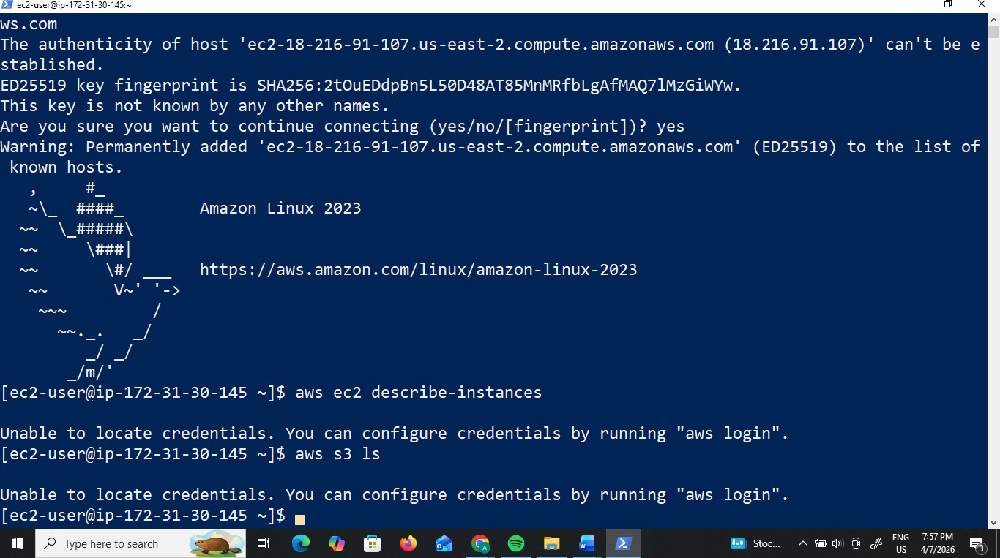 ec2-user@ip-172-31-30-145:~
ws.com
The authenticity of host 'ec2-18-216-91-107.us-east-2.compute.amazonaws.com (18.216.91.107)' can't be e
stablished.
ED25519 key fingerprint is SHA256:2tOuEDdpBn5L50D48AT85MnMRfbLgAfMAQ7lMzGiWYw.
This key is not known by any other names.
Are you sure you want to continue connecting (yes/no/[fingerprint])? yes
Warning: Permanently added 'ec2-18-216-91-107.us-east-2.compute.amazonaws.com' (ED25519) to the list of
 known hosts.
   ,     #_
   ~\_  ####_        Amazon Linux 2023
  ~~  \_#####\
  ~~     \###|
  ~~       \#/ ___   https://aws.amazon.com/linux/amazon-linux-2023
   ~~       V~' '->
    ~~~         /
      ~~._.   _/
         _/ _/
       _/m/'
[ec2-user@ip-172-31-30-145 ~]$ aws ec2 describe-instances
Unable to locate credentials. You can configure credentials by running "aws login".
[ec2-user@ip-172-31-30-145 ~]$ aws s3 ls
Unable to locate credentials. You can configure credentials by running "aws login".
[ec2-user@ip-172-31-30-145 ~]$
Type here to search
Stoc...
ENG
US
7:57 PM
4/7/2026
3